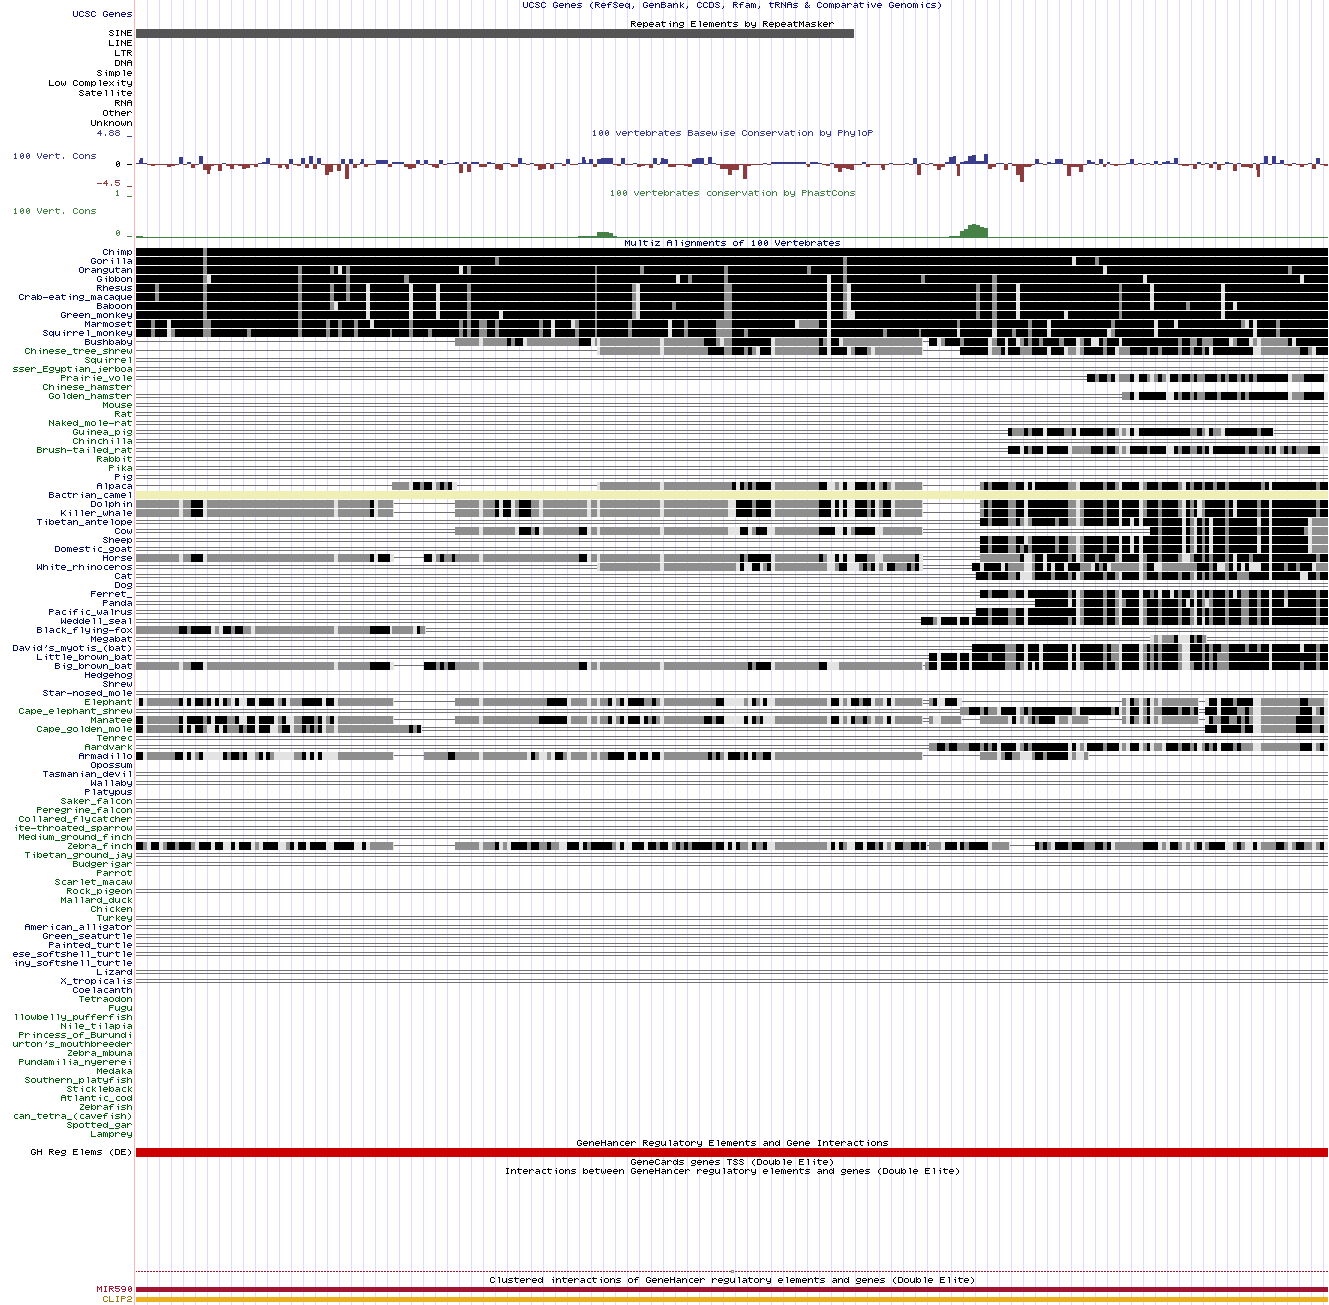 UCSC Genes (RefSeq, GenBank, CCDS, Rfam, tRNAs & Comparative Genomics)
UCSC Genes
Repeating Elements by RepeatMasker
SINE
LINE
LTR
DNA
Simple
Low Complexity
Satellite
RNA
Other
Unknown
4.88 _
100 vertebrates Basewise Conservation by PhyloP
100 Vert. Cons
0 _
-4.5 _
1 _
100 vertebrates conservation by PhastCons
100 Vert. Cons
0 _
Multiz Alignments of 100 Vertebrates
Chimp
Gorilla
Orangutan
Gibbon
Rhesus
Crab-eating_macaque
Baboon
Green_monkey
Marmoset
Squirrel_monkey
Bushbaby
Chinese_tree_shrew
Squirrel
sser_Egyptian_jerboa
Prairie_vole
Chinese_hamster
Golden_hamster
Mouse
Rat
Naked_mole-rat
Guinea_pig
Chinchilla
Brush-tailed_rat
Rabbit
Pika
Pig
Alpaca
Bactrian_camel
Dolphin
Killer_whale
Tibetan_antelope
Cow
Sheep
Domestic_goat
Horse
White_rhinoceros
Cat
Dog
Ferret_
Panda
Pacific_walrus
Weddell_seal
Black_flying-fox
Megabat
David's_myotis_(bat)
Little_brown_bat
Big_brown_bat
Hedgehog
Shrew
Star-nosed_mole
Elephant
Cape_elephant_shrew
Manatee
Cape_golden_mole
Tenrec
Aardvark
Armadillo
Opossum
Tasmanian_devil
Wallaby
Platypus
Saker_falcon
Peregrine_falcon
Collared_flycatcher
ite-throated_sparrow
Medium_ground_finch
Zebra_finch
Tibetan_ground_jay
Budgerigar
Parrot
Scarlet_macaw
Rock_pigeon
Mallard_duck
Chicken
Turkey
American_alligator
Green_seaturtle
Painted_turtle
ese_softshell_turtle
iny_softshell_turtle
Lizard
X_tropicalis
Coelacanth
Tetraodon
Fugu
llowbelly_pufferfish
Nile_tilapia
Princess_of_Burundi
urton's_mouthbreeder
Zebra_mbuna
Pundamilia_nyererei
Medaka
Southern_platyfish
Stickleback
Atlantic_cod
Zebrafish
can_tetra_(cavefish)
Spotted_gar
Lamprey
GeneHancer Regulatory Elements and Gene Interactions
GH Reg Elems (DE)
GeneCards genes TSS (Double Elite)
Interactions between GeneHancer regulatory elements and genes (Double Elite)
Clustered interactions of GeneHancer regulatory elements and genes (Double Elite)
MIR590
CLIP2